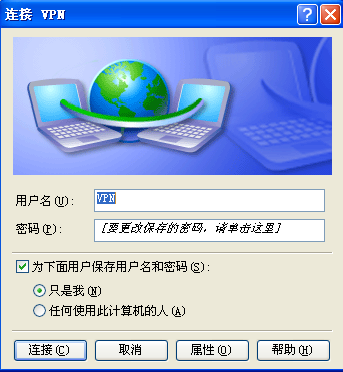 连接 VPN
用户名(U): VPN
密码(P): [要更改保存的密码，请单击这里]
为下面用户保存用户名和密码(S):
只是我(N)
任何使用此计算机的人(A)
连接(C) 取消 属性(O) 帮助(H)